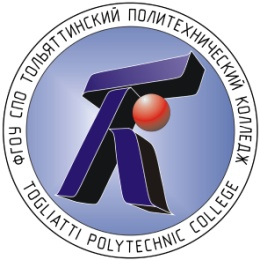 ФГОУ СПО ТОЛЬЯТТИНСКИЙ ПОЛИТЕХНИЧЕСКИЙ КОЛЛЕДЖ
TOGLIATTI POLYTECHNIC COLLEGE